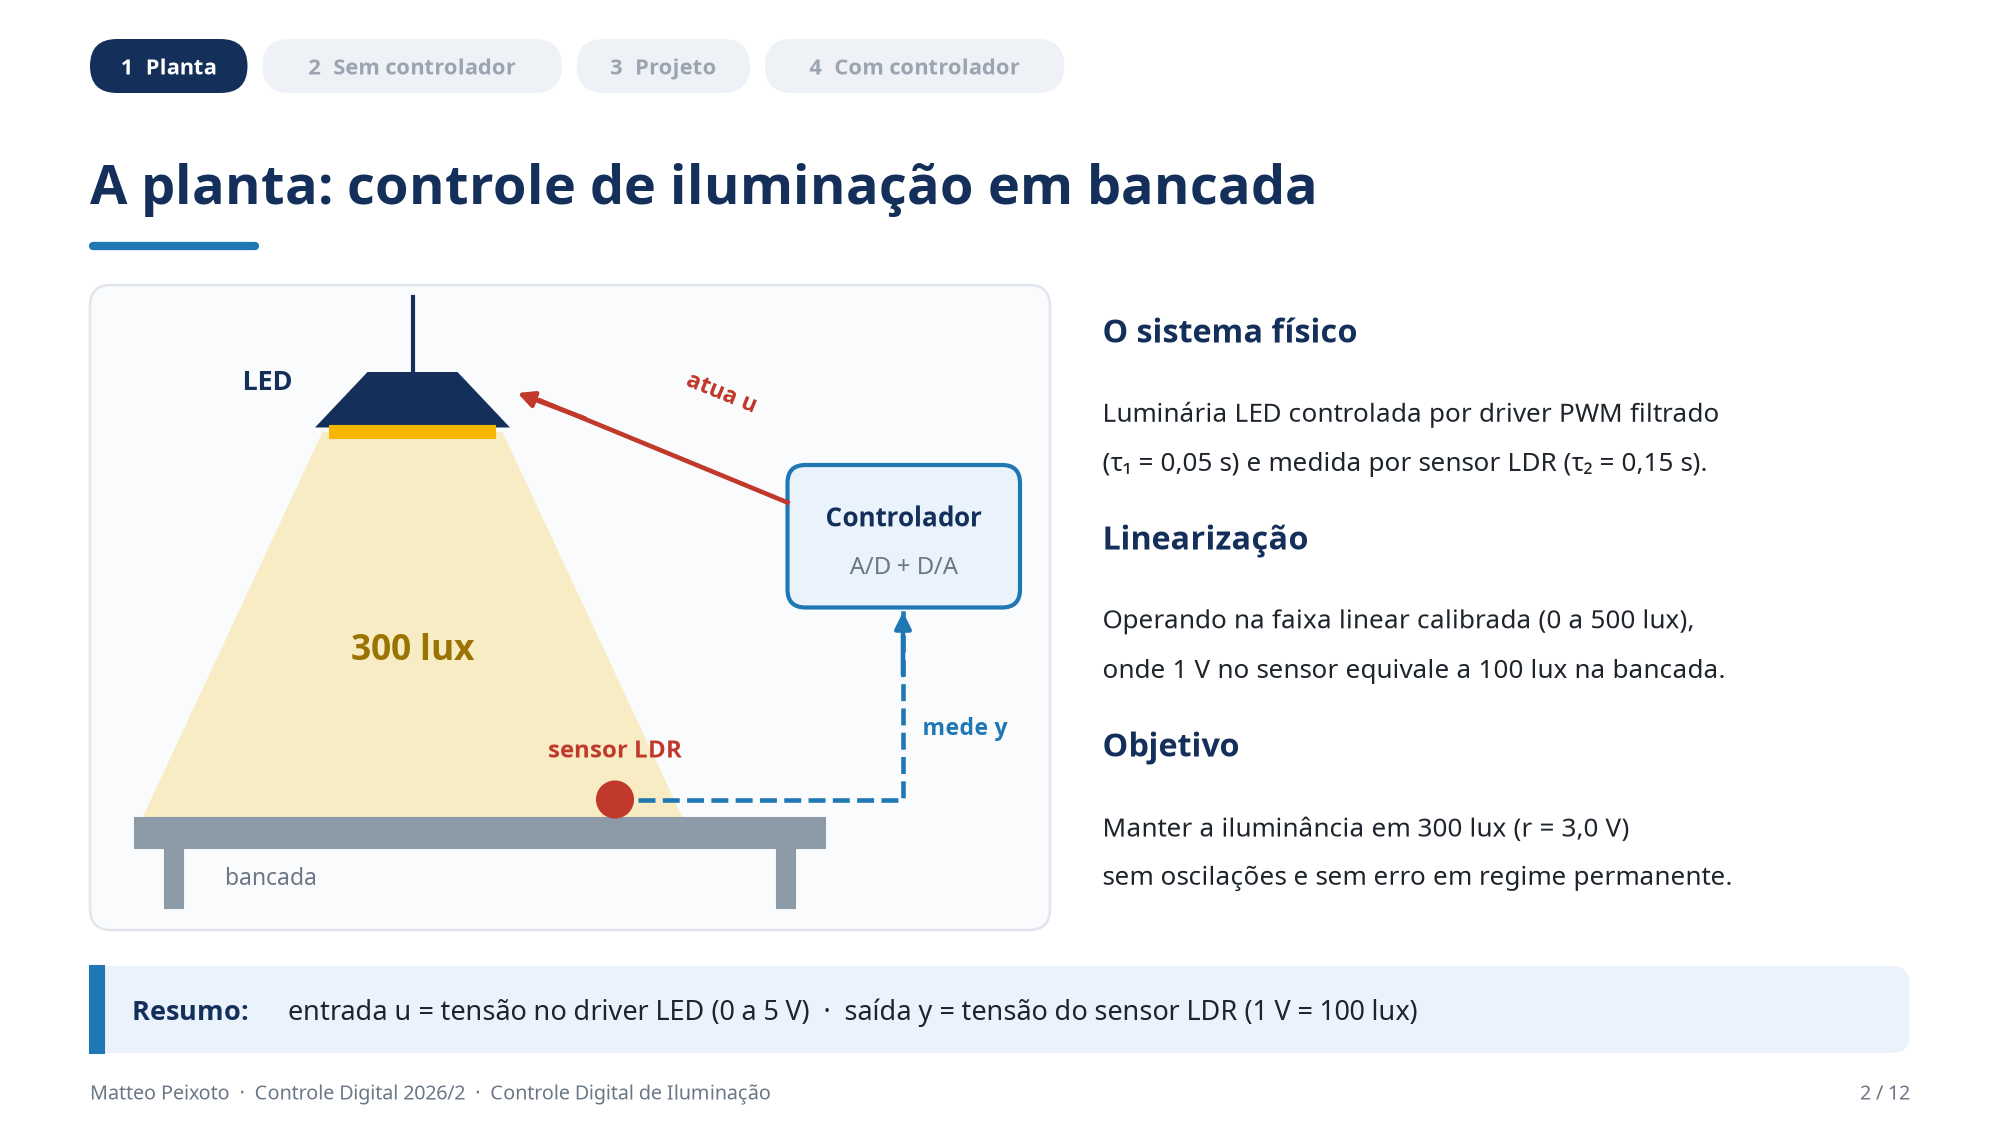 1 Planta
2 Sem controlador
3 Projeto
4 Com controlador
A planta: controle de iluminação em bancada
LED
atua u
Controlador
A/D + D/A
300 lux
mede y
sensor LDR
bancada
O sistema físico
Luminária LED controlada por driver PWM filtrado
(τ₁ = 0,05 s) e medida por sensor LDR (τ₂ = 0,15 s).
Linearização
Operando na faixa linear calibrada (0 a 500 lux),
onde 1 V no sensor equivale a 100 lux na bancada.
Objetivo
Manter a iluminância em 300 lux (r = 3,0 V)
sem oscilações e sem erro em regime permanente.
Resumo: entrada u = tensão no driver LED (0 a 5 V) · saída y = tensão do sensor LDR (1 V = 100 lux)
Matteo Peixoto · Controle Digital 2026/2 · Controle Digital de Iluminação
2 / 12